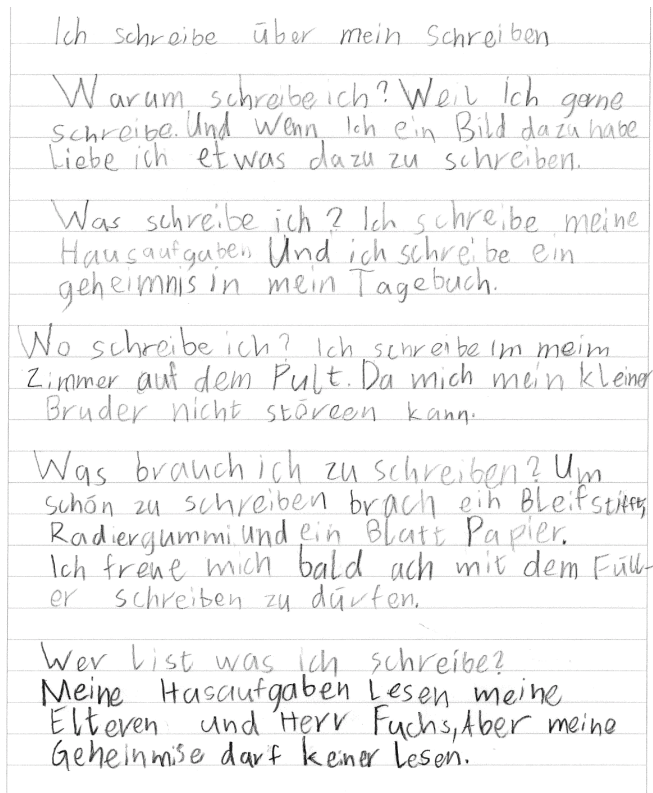 Ich schreibe über mein Schreiben
Warum schreibe ich? Weil Ich gerne
schreibe. Und wenn Ich ein Bild dazu habe
Liebe ich etwas dazu zu schreiben.
Was schreibe ich? Ich schreibe meine
Hausaufgaben Und ich schreibe ein
geheimnis in mein Tagebuch.
Wo schreibe ich? Ich schreibe Im meim
Zimmer auf dem Pult. Da mich mein kleiner
Bruder nicht störeen kann.
Was brauch ich zu schreiben? Um
schön zu schreiben brach ein Bleifstifft,
Radiergummi und ein Blatt Papier.
Ich freue mich bald ach mit dem Füll-
er schreiben zu dürfen.
Wer List was ich schreibe?
Meine Hasaufgaben Lesen meine
Elteren und Herr Fuchs, Aber meine
Geheinmise darf keiner Lesen.